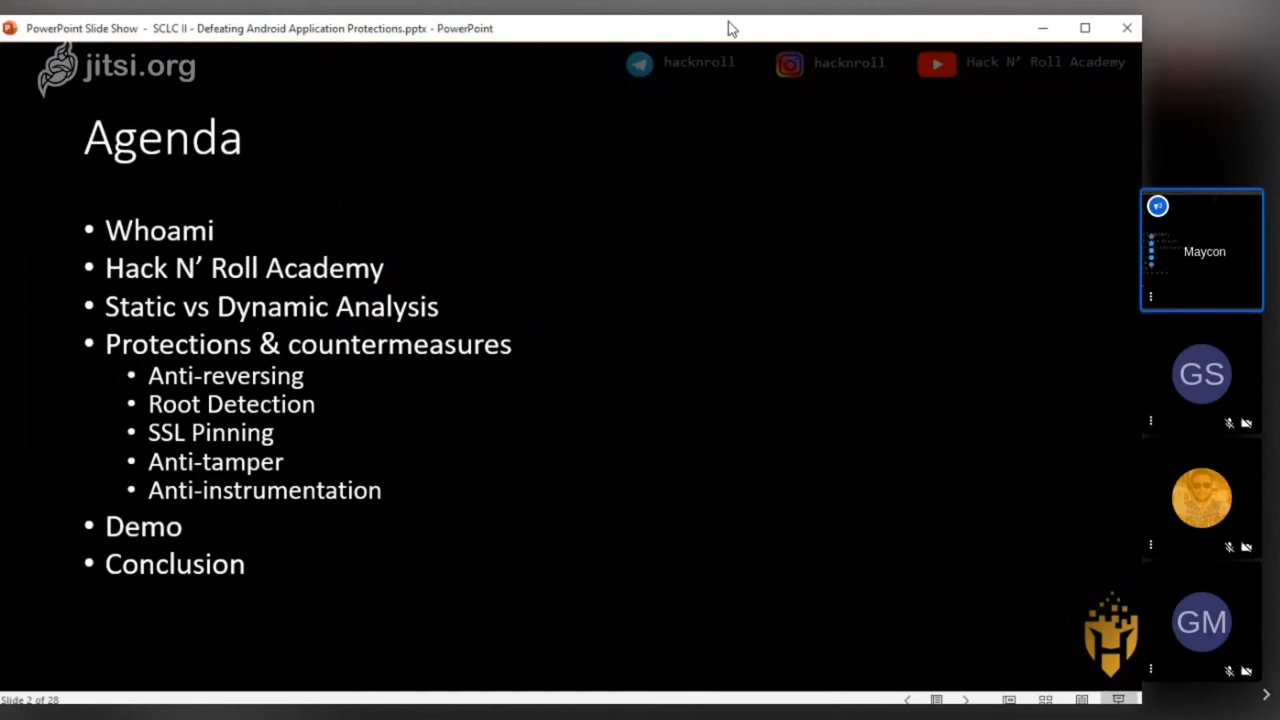 PowerPoint Slide Show - SCLC II - Defeating Android Application Protections.pptx - PowerPoint
jitsi.org
hacknroll
hacknroll
Hack N’ Roll Academy
Agenda
• Whoami
• Hack N’ Roll Academy
• Static vs Dynamic Analysis
• Protections & countermeasures
• Anti-reversing
• Root Detection
• SSL Pinning
• Anti-tamper
• Anti-instrumentation
• Demo
• Conclusion
Maycon
GS
GM
Slide 2 of 28